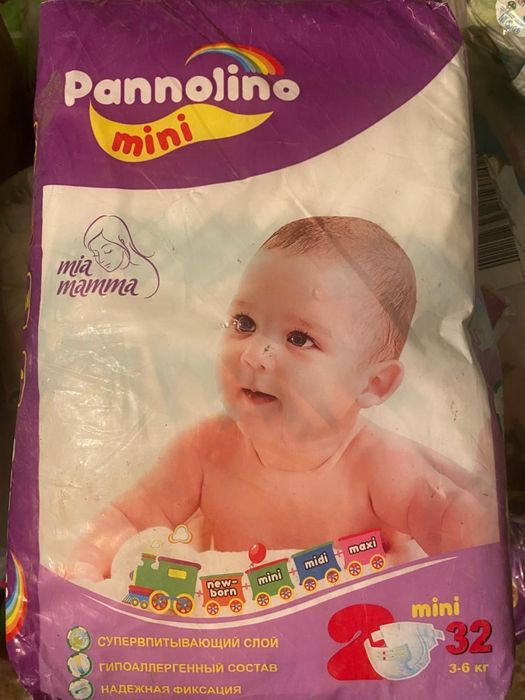 Pannolino
mini
mia
mamma
new-
born
mini
midi
maxi
mini
2
32
3-6 кг
СУПЕРВПИТЫВАЮЩИЙ СЛОЙ
ГИПОАЛЛЕРГЕННЫЙ СОСТАВ
НАДЕЖНАЯ ФИКСАЦИЯ